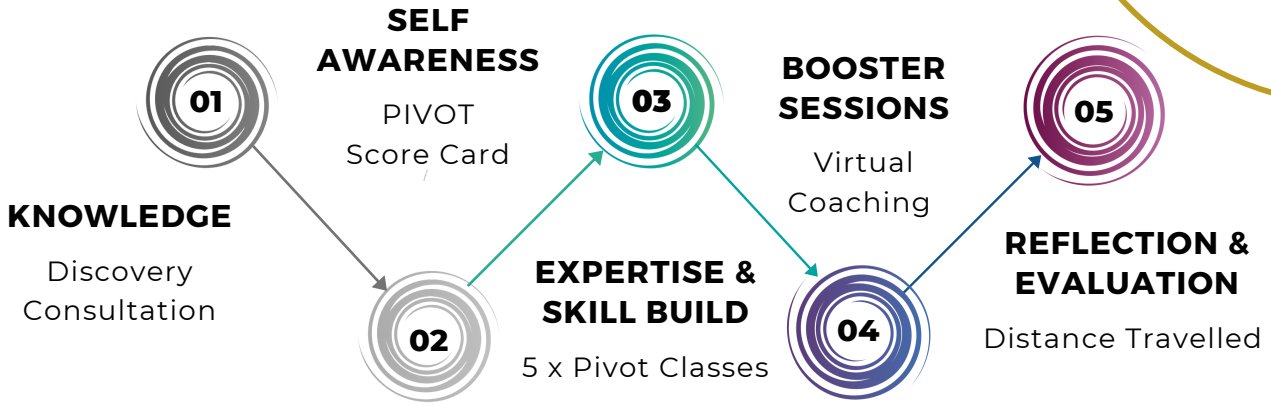 01
KNOWLEDGE
Discovery
Consultation
SELF
AWARENESS
PIVOT
Score Card
02
03
EXPERTISE &
SKILL BUILD
5 x Pivot Classes
BOOSTER
SESSIONS
Virtual
Coaching
04
05
REFLECTION &
EVALUATION
Distance Travelled